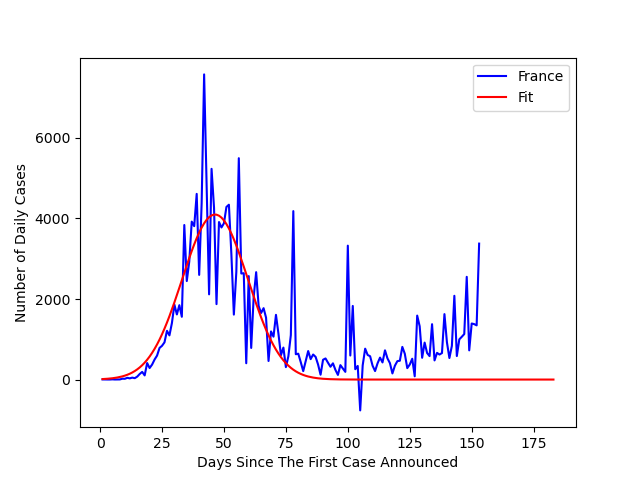 France
Fit
Number of Daily Cases
6000
4000
2000
0
0 25 50 75 100 125 150 175
Days Since The First Case Announced